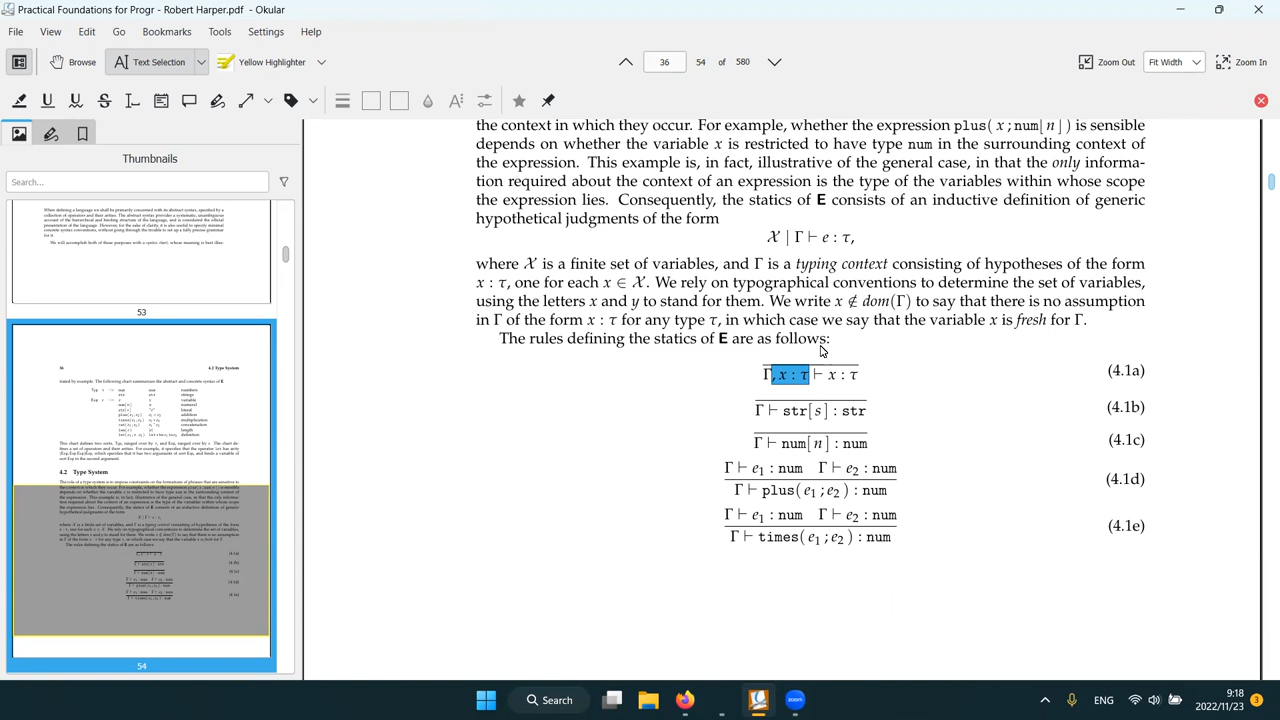 Practical Foundations for Progr - Robert Harper.pdf - Okular
File View Edit Go Bookmarks Tools Settings Help
Browse Text Selection Yellow Highlighter 36 54 of 580 Zoom Out Fit Width Zoom In
Thumbnails
Search...
53
36 4.2 Type System
4.2 Type System
54
the context in which they occur. For example, whether the expression plus( x ; num[ n ] ) is sensible
depends on whether the variable x is restricted to have type num in the surrounding context of
the expression. This example is, in fact, illustrative of the general case, in that the only informa-
tion required about the context of an expression is the type of the variables within whose scope
the expression lies. Consequently, the statics of E consists of an inductive definition of generic
hypothetical judgments of the form
𝒳 | Γ ⊢ e : τ,
where 𝒳 is a finite set of variables, and Γ is a typing context consisting of hypotheses of the form
x : τ, one for each x ∈ 𝒳. We rely on typographical conventions to determine the set of variables,
using the letters x and y to stand for them. We write x ∉ dom(Γ) to say that there is no assumption
in Γ of the form x : τ for any type τ, in which case we say that the variable x is fresh for Γ.
The rules defining the statics of E are as follows:
Γ, x : τ ⊢ x : τ (4.1a)
Γ ⊢ str[ s ] : str (4.1b)
Γ ⊢ num[ n ] : num (4.1c)
Γ ⊢ e1 : num Γ ⊢ e2 : num
Γ ⊢ plus( e1 ; e2 ) : num (4.1d)
Γ ⊢ e1 : num Γ ⊢ e2 : num
Γ ⊢ times( e1 ; e2 ) : num (4.1e)
Search
zoom
ENG
9:18
2022/11/23
3